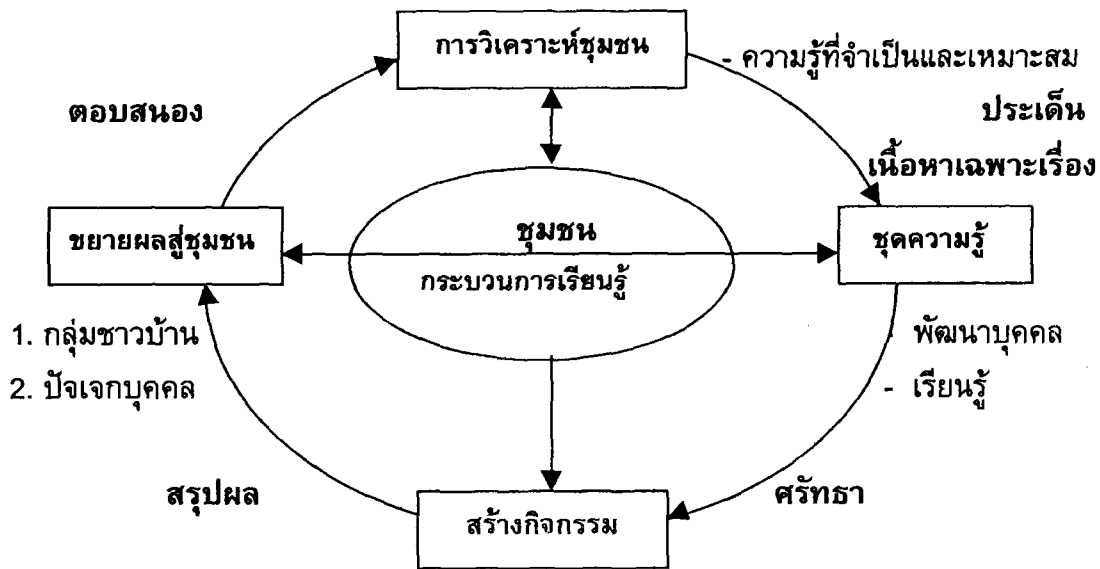 การวิเคราะห์ชุมชน
- ความรู้ที่จำเป็นและเหมาะสม
ตอบสนอง
ประเด็น
เนื้อหาเฉพาะเรื่อง
ขยายผลสู่ชุมชน
ชุมชน
ชุดความรู้
กระบวนการเรียนรู้
1. กลุ่มชาวบ้าน
- พัฒนาบุคคล
2. ปัจเจกบุคคล
- เรียนรู้
สรุปผล
ศรัทธา
สร้างกิจกรรม